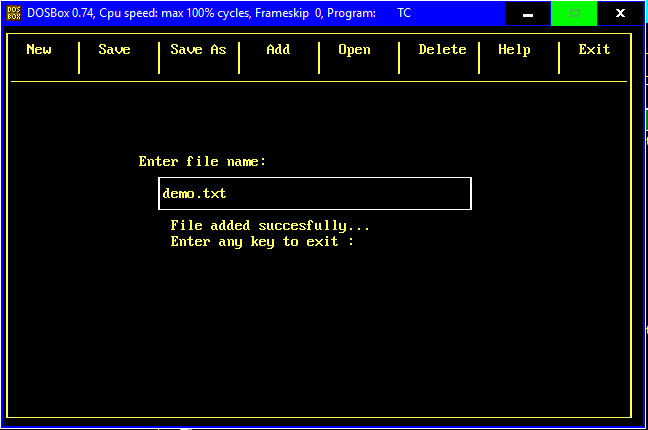 DOS BOX DOSBox 0.74, Cpu speed: max 100% cycles, Frameskip 0, Program: TC
New Save Save As Add Open Delete Help Exit
Enter file name:
demo.txt
File added succesfully...
Enter any key to exit :